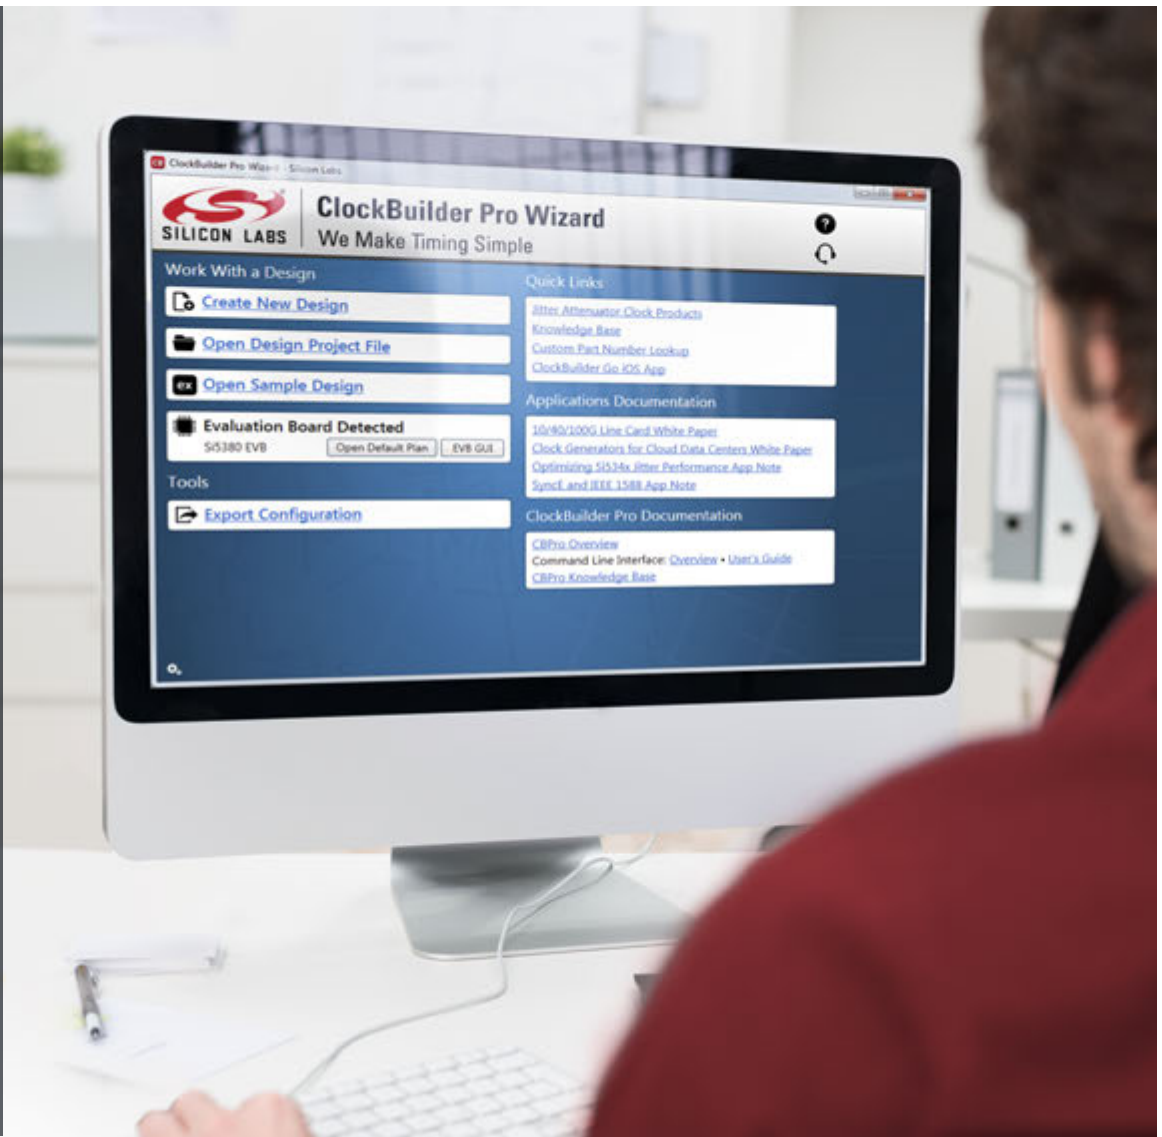 ClockBuilder Pro Wizard - Silicon Labs
SILICON LABS
ClockBuilder Pro Wizard
We Make Timing Simple
?
Work With a Design
Create New Design
Open Design Project File
ex Open Sample Design
Evaluation Board Detected
Si5380 EVB Open Default Plan EVB GUI
Tools
Export Configuration
Quick Links
Jitter Attenuator Clock Products
Knowledge Base
Custom Part Number Lookup
ClockBuilder Go iOS App
Applications Documentation
10/40/100G Line Card White Paper
Clock Generators for Cloud Data Centers White Paper
Optimizing Si534x Jitter Performance App Note
SyncE and IEEE 1588 App Note
ClockBuilder Pro Documentation
CBPro Overview
Command Line Interface: Overview • User's Guide
CBPro Knowledge Base